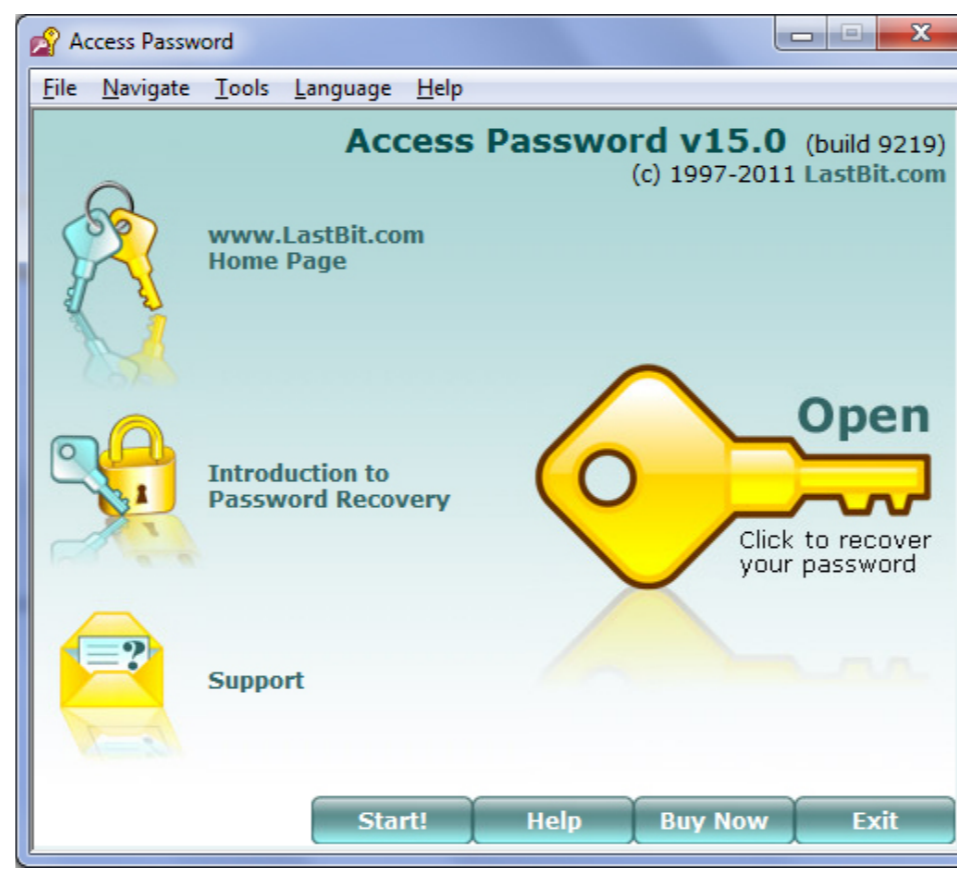 Access Password
File Navigate Tools Language Help
Access Password v15.0 (build 9219)
(c) 1997-2011 LastBit.com
www.LastBit.com
Home Page
Open
Introduction to
Password Recovery
Click to recover
your password
?
Support
Start! Help Buy Now Exit